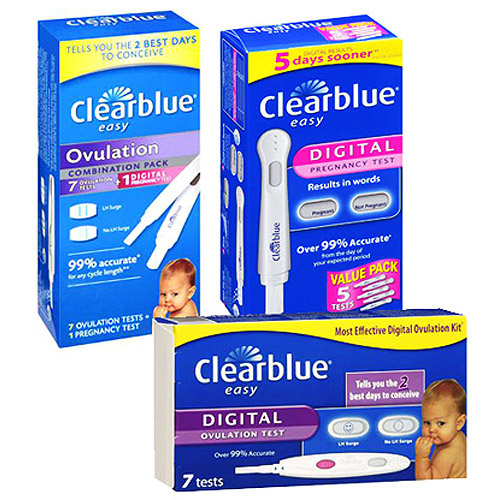 TELLS YOU THE 2 BEST DAYS
TO CONCEIVE
Clearblue
easy
Ovulation
COMBINATION PACK
7 OVULATION TESTS + 1 DIGITAL PREGNANCY TEST
LH Surge
No LH Surge
99% accurate
for any cycle length
7 OVULATION TESTS +
1 PREGNANCY TEST
DIGITAL RESULTS
5 days sooner
Clearblue
easy
DIGITAL
PREGNANCY TEST
Results in words
Pregnant
Not Pregnant
Clearblue
Over 99% Accurate
from the day of
your expected period
VALUE PACK
5
TESTS
Most Effective Digital Ovulation Kit
Clearblue
easy
Tells you the 2
best days to conceive
DIGITAL
OVULATION TEST
LH Surge
No LH Surge
Over 99% Accurate
7 tests